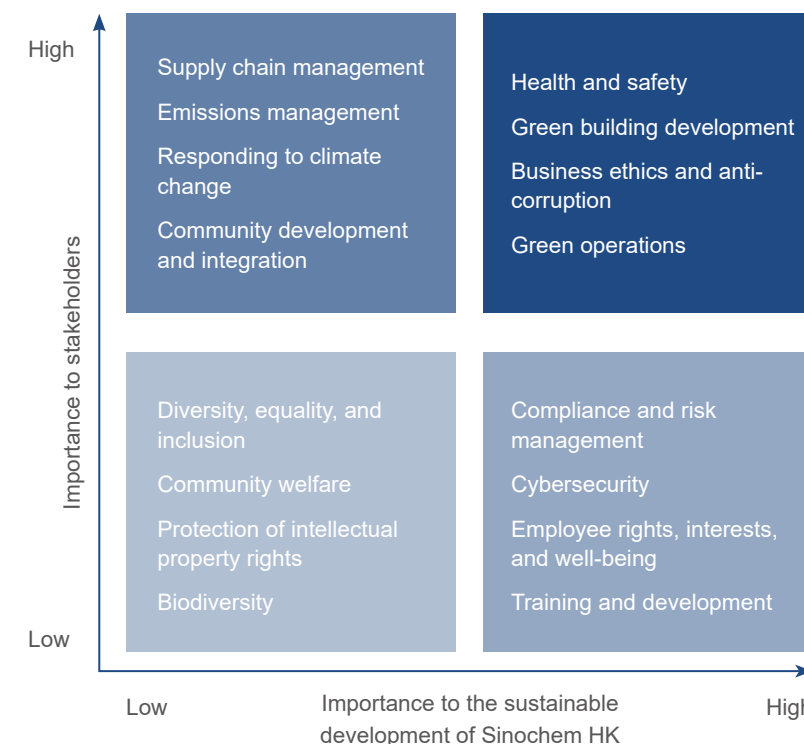 High
Importance to stakeholders
Low
Supply chain management
Emissions management
Responding to climate
change
Community development
and integration
Health and safety
Green building development
Business ethics and anti-
corruption
Green operations
Diversity, equality, and
inclusion
Community welfare
Protection of intellectual
property rights
Biodiversity
Compliance and risk
management
Cybersecurity
Employee rights, interests,
and well-being
Training and development
Low
Importance to the sustainable
development of Sinochem HK
High